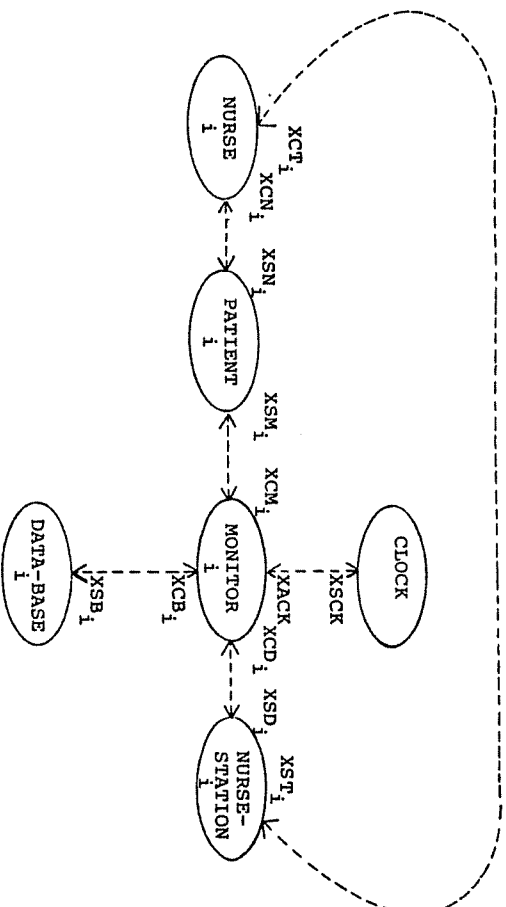 XCT i
XCN i
XSN i
XSM i
XCM i
XCD i
XSD i
XST i
NURSE
i
PATIENT
i
MONITOR
i
NURSE-
STATION
i
CLOCK
XSCK
XACK
XCB i
XSB i
DATA-BASE
i